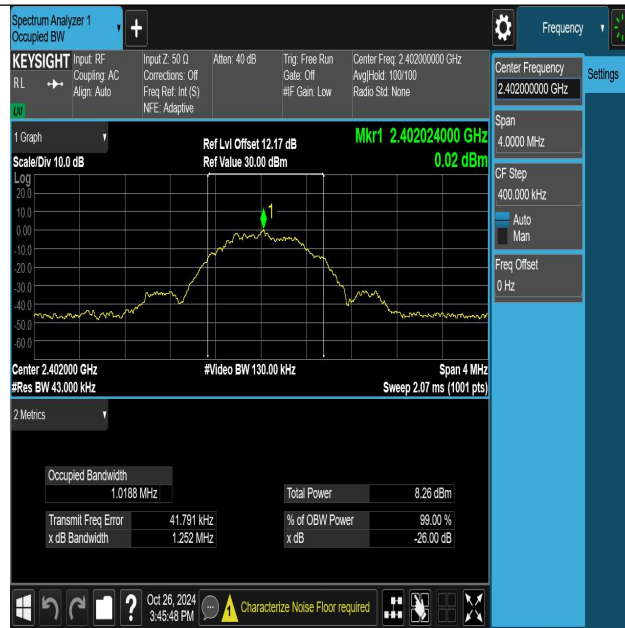 Spectrum Analyzer 1
Occupied BW
Frequency
KEYSIGHT
RL
LXI
Input: RF
Coupling: AC
Align: Auto
Input Z: 50 Ω
Corrections: Off
Freq Ref: Int (S)
NFE: Adaptive
Atten: 40 dB
Trig: Free Run
Gate: Off
#IF Gain: Low
Center Freq: 2.402000000 GHz
Avg|Hold: 100/100
Radio Std: None
Center Frequency
2.402000000 GHz
Settings
Span
4.0000 MHz
CF Step
400.000 kHz
Auto
Man
Freq Offset
0 Hz
1 Graph
Scale/Div 10.0 dB
Ref Lvl Offset 12.17 dB
Ref Value 30.00 dBm
Mkr1 2.402024000 GHz
0.02 dBm
Log
20.0
10.0
0.00
-10.0
-20.0
-30.0
-40.0
-50.0
-60.0
1
Center 2.402000 GHz
#Res BW 43.000 kHz
#Video BW 130.00 kHz
Span 4 MHz
Sweep 2.07 ms (1001 pts)
2 Metrics
Occupied Bandwidth
1.0188 MHz
Total Power 8.26 dBm
Transmit Freq Error 41.791 kHz
% of OBW Power 99.00 %
x dB Bandwidth 1.252 MHz
x dB -26.00 dB
?
Oct 26, 2024
3:45:48 PM
Characterize Noise Floor required